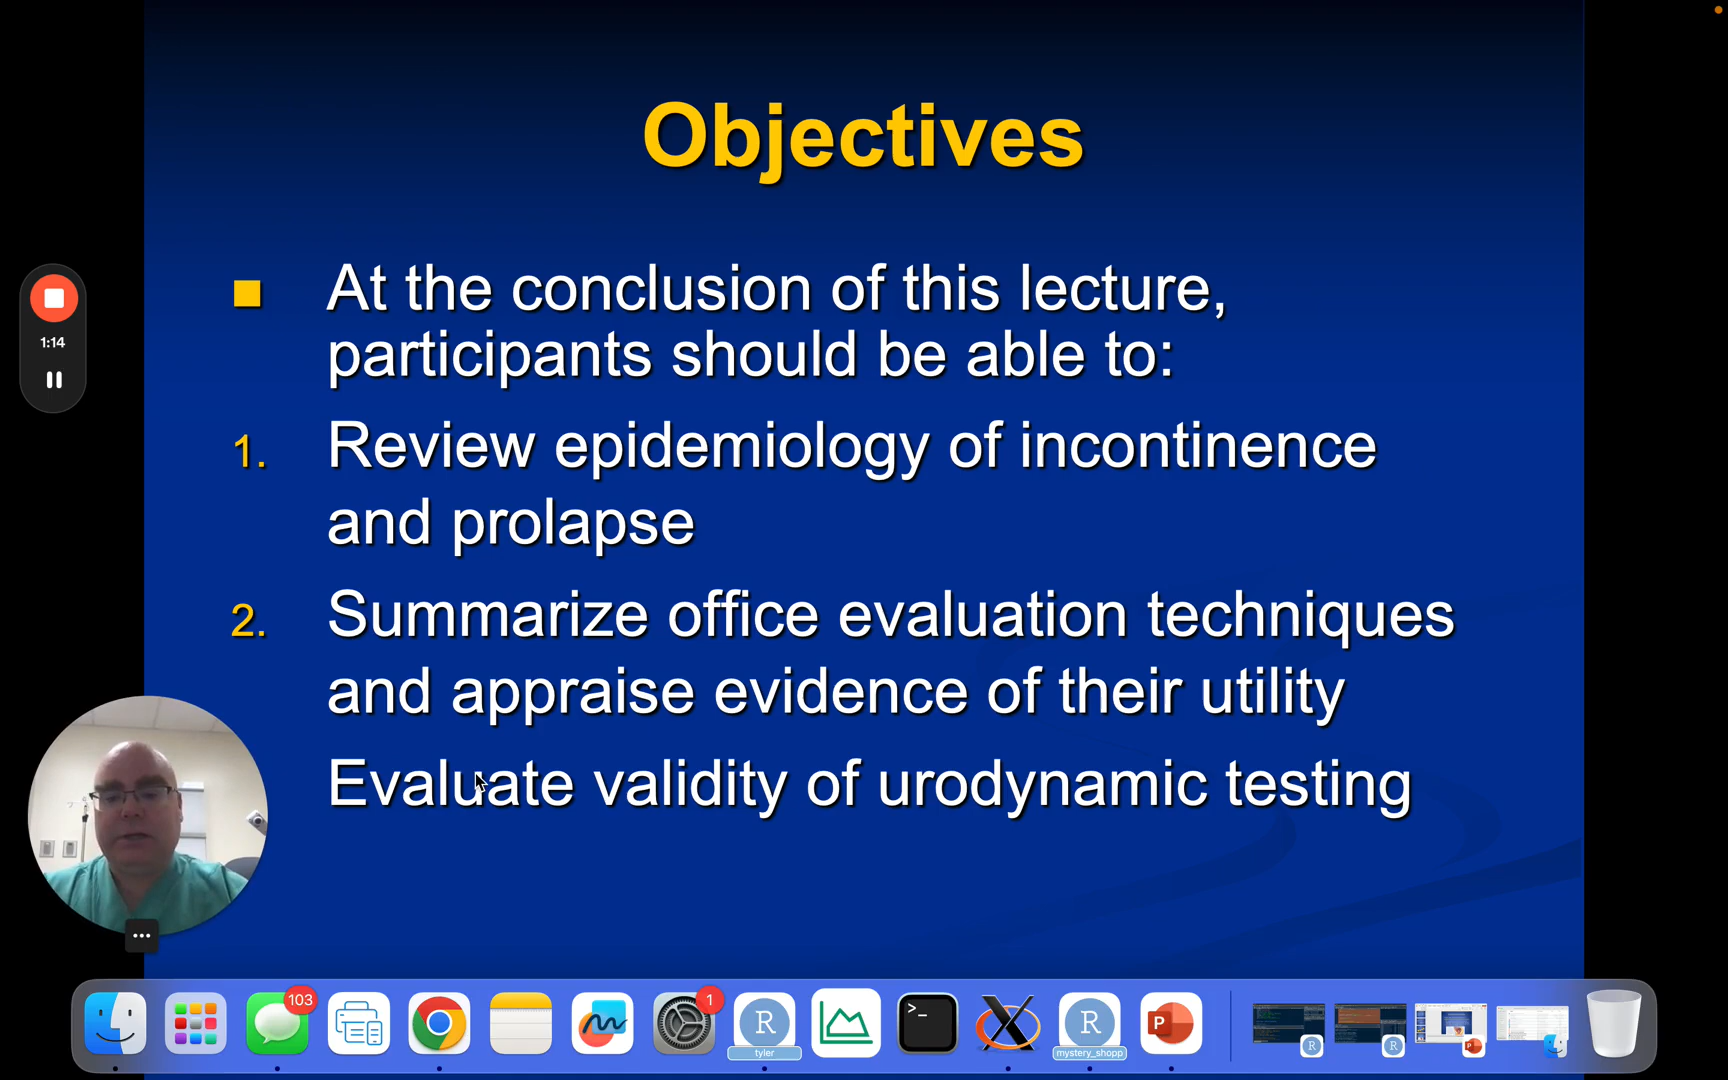 Objectives
At the conclusion of this lecture,
participants should be able to:
1. Review epidemiology of incontinence
and prolapse
2. Summarize office evaluation techniques
and appraise evidence of their utility
Evaluate validity of urodynamic testing
1:14
103
1
R
tyler
>_
X
R
mystery_shopp
P
R
R
P